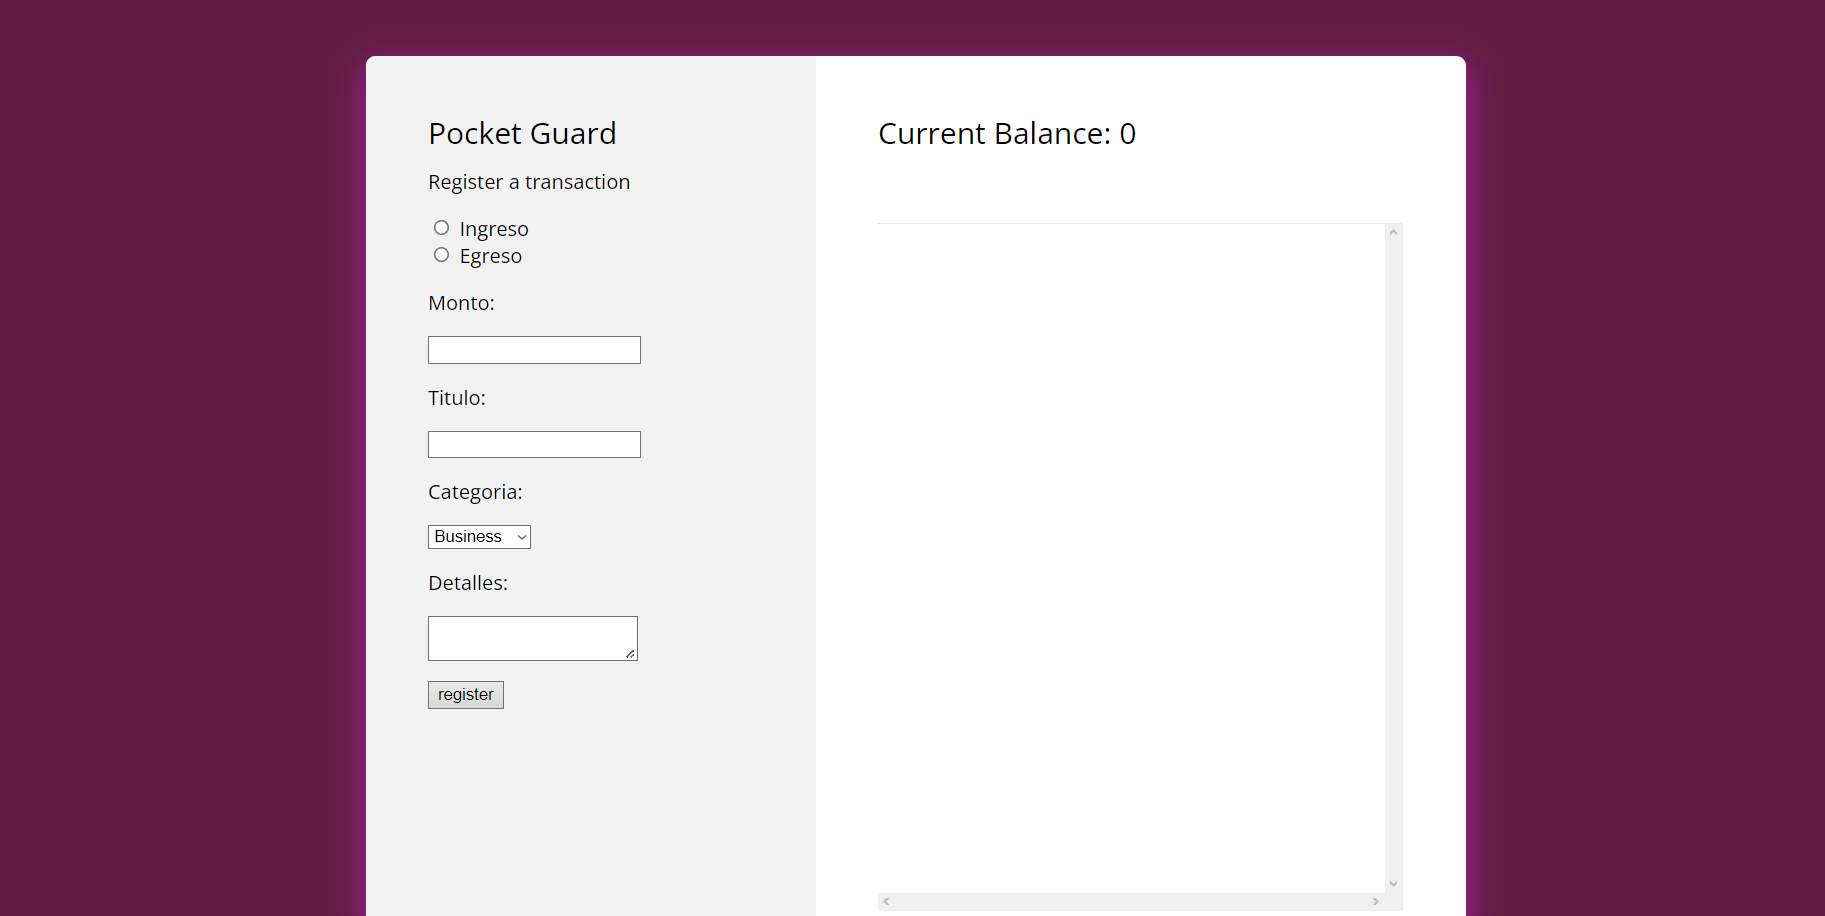 Pocket Guard
Register a transaction
Ingreso
Egreso
Monto:
Titulo:
Categoria:
Business
Detalles:
register
Current Balance: 0